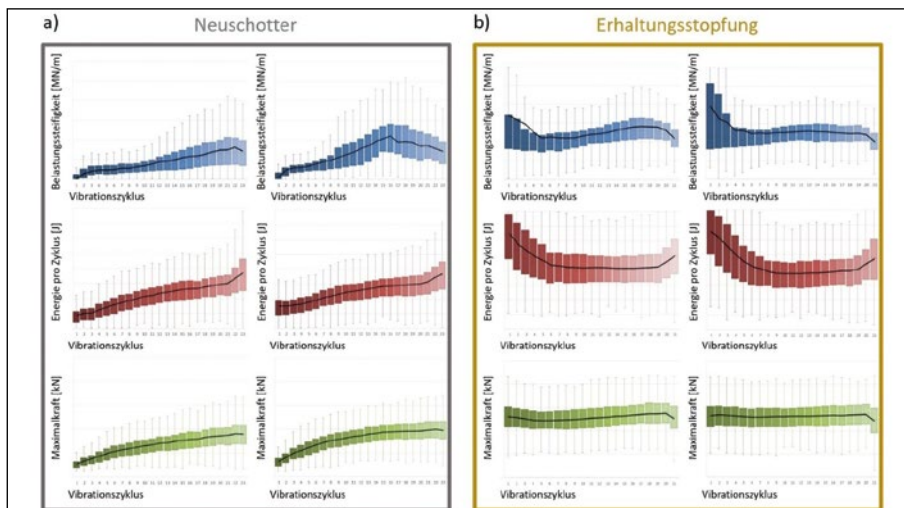 a) Neuschotter
b) Erhaltungsstopfung
Belastungssteifigkeit [MN/m]
Belastungssteifigkeit [MN/m]
Belastungssteifigkeit [MN/m]
Belastungssteifigkeit [MN/m]
Vibrationszyklus
Vibrationszyklus
Vibrationszyklus
Vibrationszyklus
Energie pro Zyklus [J]
Energie pro Zyklus [J]
Energie pro Zyklus [J]
Energie pro Zyklus [J]
Vibrationszyklus
Vibrationszyklus
Vibrationszyklus
Vibrationszyklus
Maximalkraft [kN]
Maximalkraft [kN]
Maximalkraft [kN]
Maximalkraft [kN]
Vibrationszyklus
Vibrationszyklus
Vibrationszyklus
Vibrationszyklus